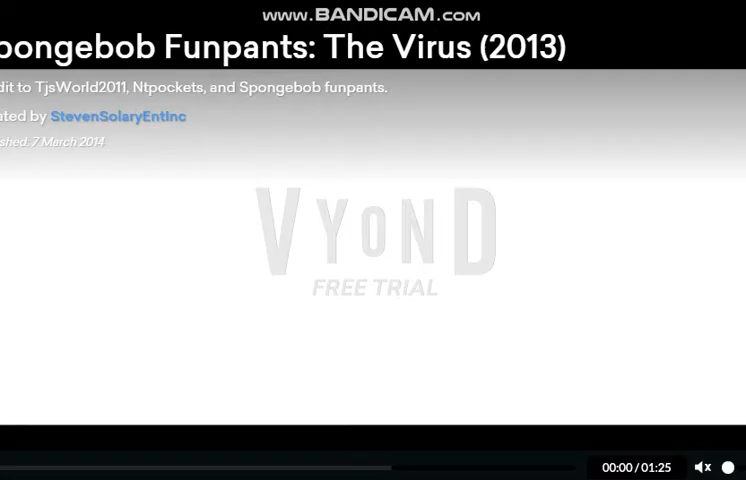 www.BANDICAM.com
pongebob Funpants: The Virus (2013)
dit to TjsWorld2011, Ntpockets, and Spongebob funpants.
ated by StevenSolaryEntInc
shed: 7 March 2014
VYOND
FREE TRIAL
00:00 / 01:25